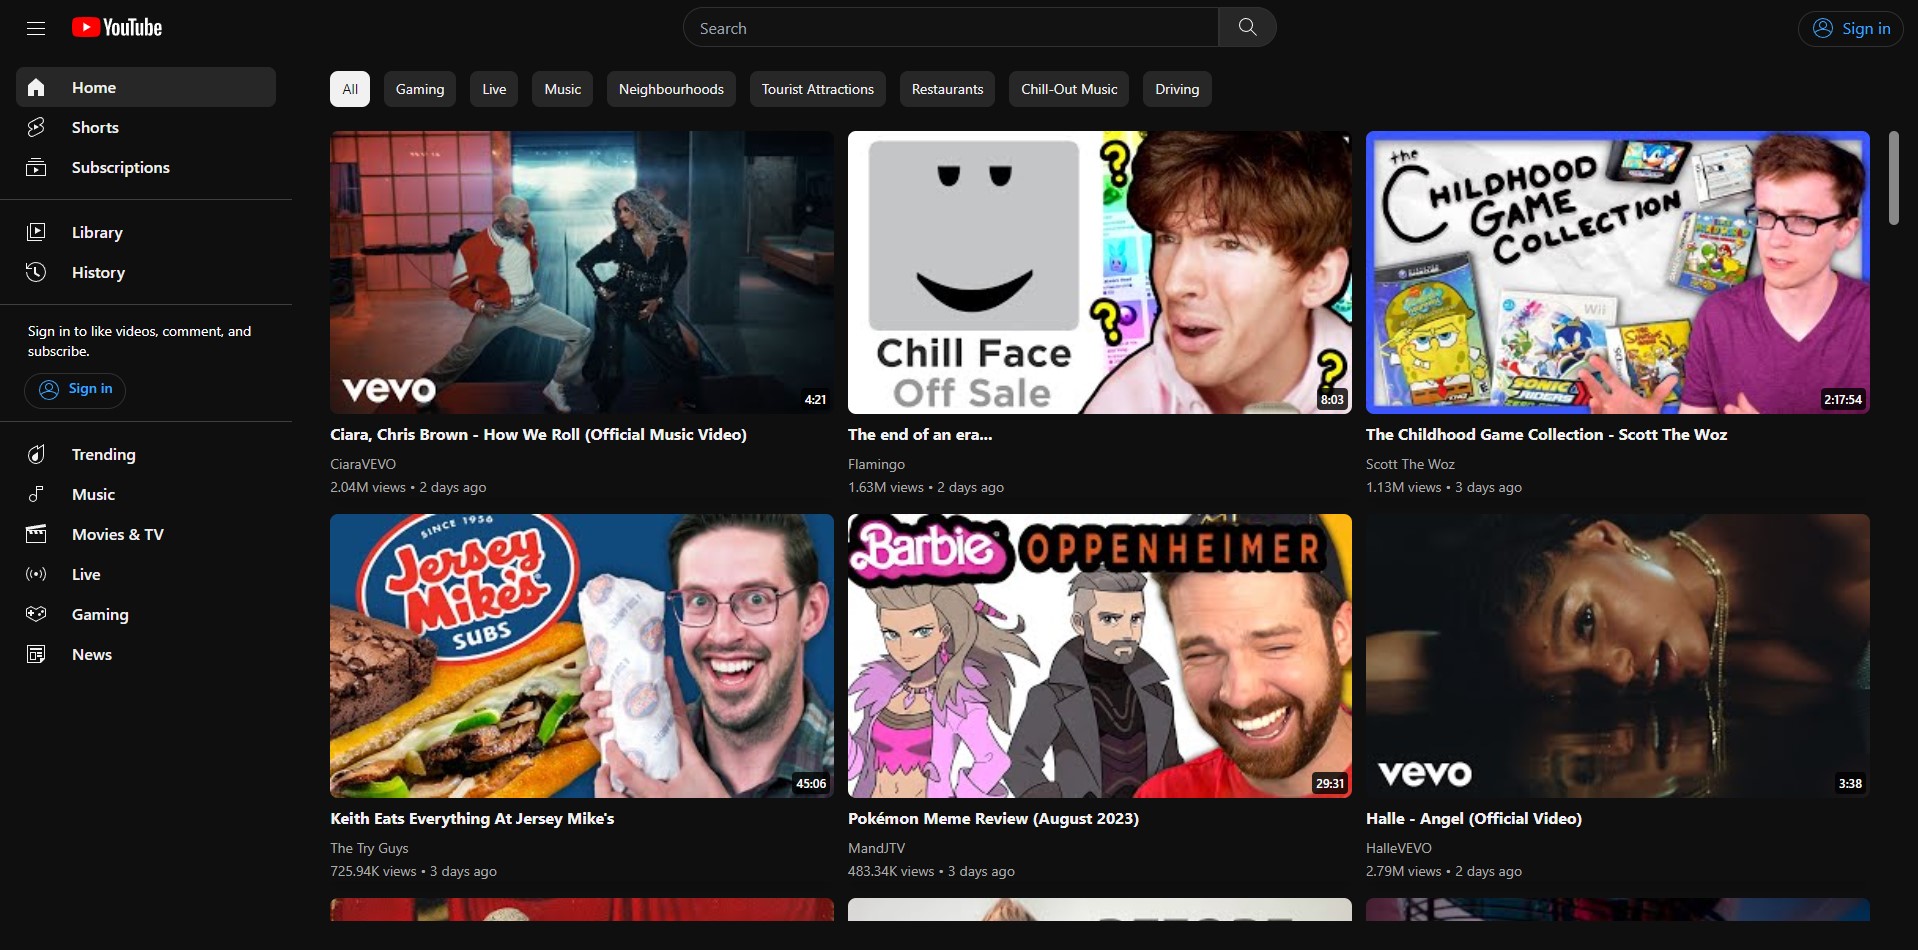 YouTube
Search
Sign in
Home
Shorts
Subscriptions
Library
History
Sign in to like videos, comment, and
subscribe.
Sign in
Trending
Music
Movies & TV
Live
Gaming
News
All
Gaming
Live
Music
Neighbourhoods
Tourist Attractions
Restaurants
Chill-Out Music
Driving
vevo
4:21
Ciara, Chris Brown - How We Roll (Official Music Video)
CiaraVEVO
2.04M views • 2 days ago
Chill Face
Off Sale
8:03
The end of an era...
Flamingo
1.63M views • 2 days ago
the
CHILDHOOD
GAME
COLLECTION
GAMECUBE
Wii
SONIC
RIDERS
2:17:54
The Childhood Game Collection - Scott The Woz
Scott The Woz
1.13M views • 3 days ago
SINCE 1956
Jersey
Mike's
SUBS
45:06
Keith Eats Everything At Jersey Mike's
The Try Guys
725.94K views • 3 days ago
Barbie
OPPENHEIMER
29:31
Pokémon Meme Review (August 2023)
MandJTV
483.34K views • 3 days ago
vevo
3:38
Halle - Angel (Official Video)
HalleVEVO
2.79M views • 2 days ago